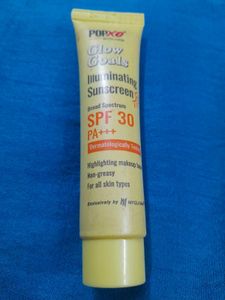 POPxo
Glow
Goals
Illuminating
Sunscreen
Broad Spectrum
SPF 30
PA+++
Dermatologically Tested
Highlighting makeup base
Non-greasy
For all skin types
Exclusively by